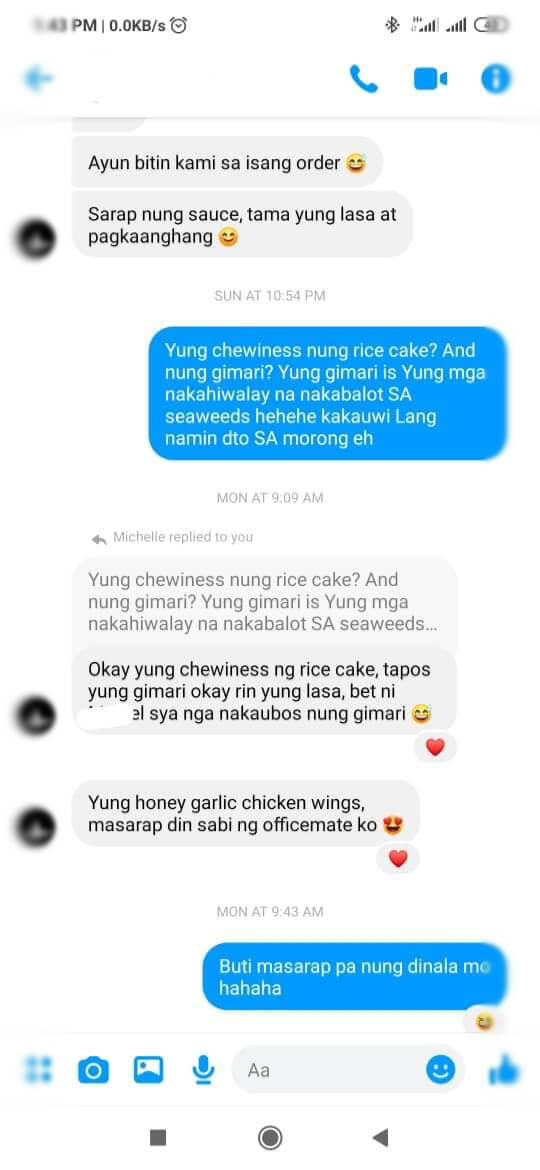 PM | 0.0KB/s
Ayun bitin kami sa isang order 😅
Sarap nung sauce, tama yung lasa at
pagkaanghang 😊
SUN AT 10:54 PM
Yung chewiness nung rice cake? And
nung gimari? Yung gimari is Yung mga
nakahiwalay na nakabalot SA
seaweeds hehehe kakauwi Lang
namin dto SA morong eh
MON AT 9:09 AM
Michelle replied to you
Yung chewiness nung rice cake? And
nung gimari? Yung gimari is Yung mga
nakahiwalay na nakabalot SA seaweeds...
Okay yung chewiness ng rice cake, tapos
yung gimari okay rin yung lasa, bet ni
el sya nga nakaubos nung gimari 😅
Yung honey garlic chicken wings,
masarap din sabi ng officemate ko 😍
MON AT 9:43 AM
Buti masarap pa nung dinala mo
hahaha
Aa